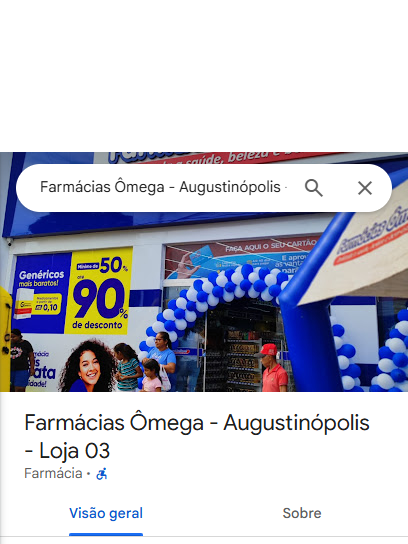 a saúde, beleza e
Farmácias Ômega - Augustinópolis
FAÇA AQUI O SEU CARTÃO
Genéricos
mais baratos!
Mínimo de 50%
até
90%
de desconto
R$ 0,10
Farmácias Ômega - Augustinópolis
- Loja 03
Farmácia ·
Visão geral
Sobre